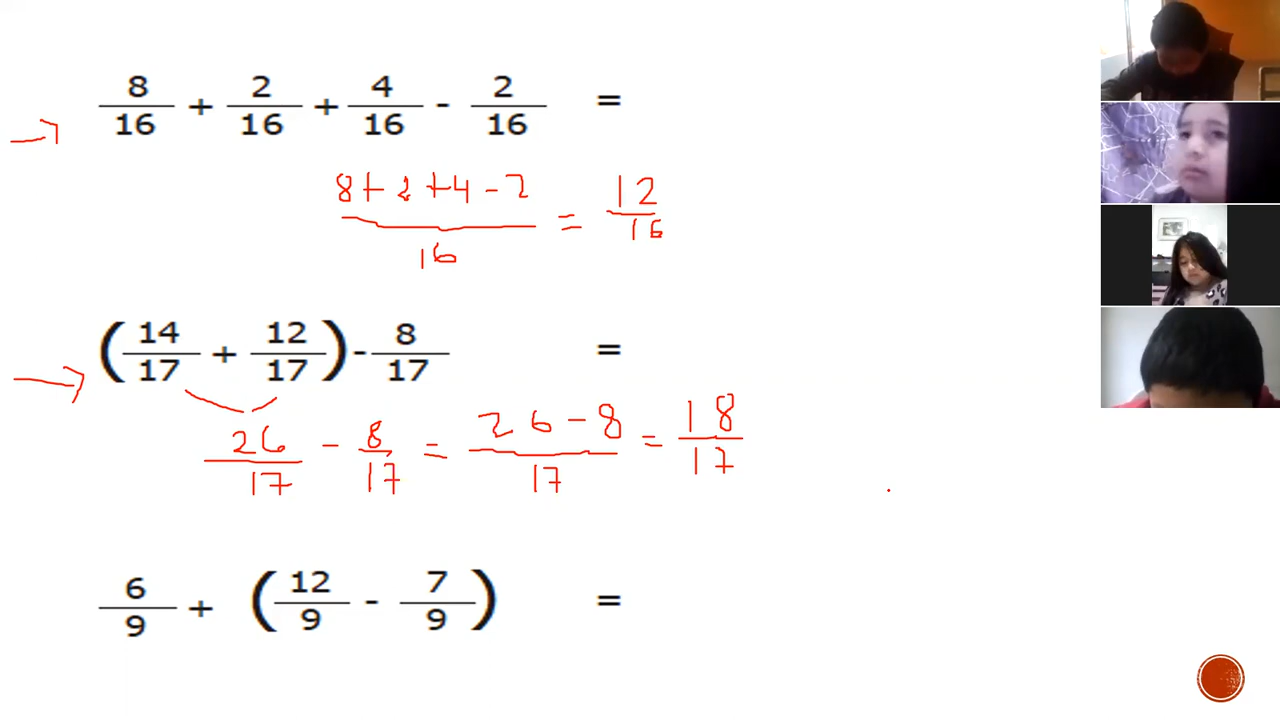 8/16 + 2/16 + 4/16 - 2/16 =
8+2+4-2/16 = 12/16
(14/17 + 12/17) - 8/17 =
26/17 - 8/17 = 26-8/17 = 18/17
6/9 + (12/9 - 7/9) =